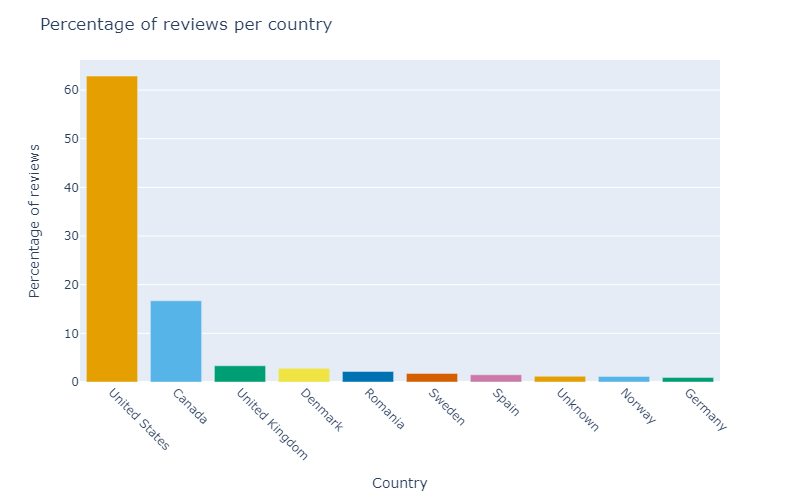 Percentage of reviews per country
Percentage of reviews
60
50
40
30
20
10
0
United States
Canada
United Kingdom
Denmark
Romania
Sweden
Spain
Unknown
Norway
Germany
Country